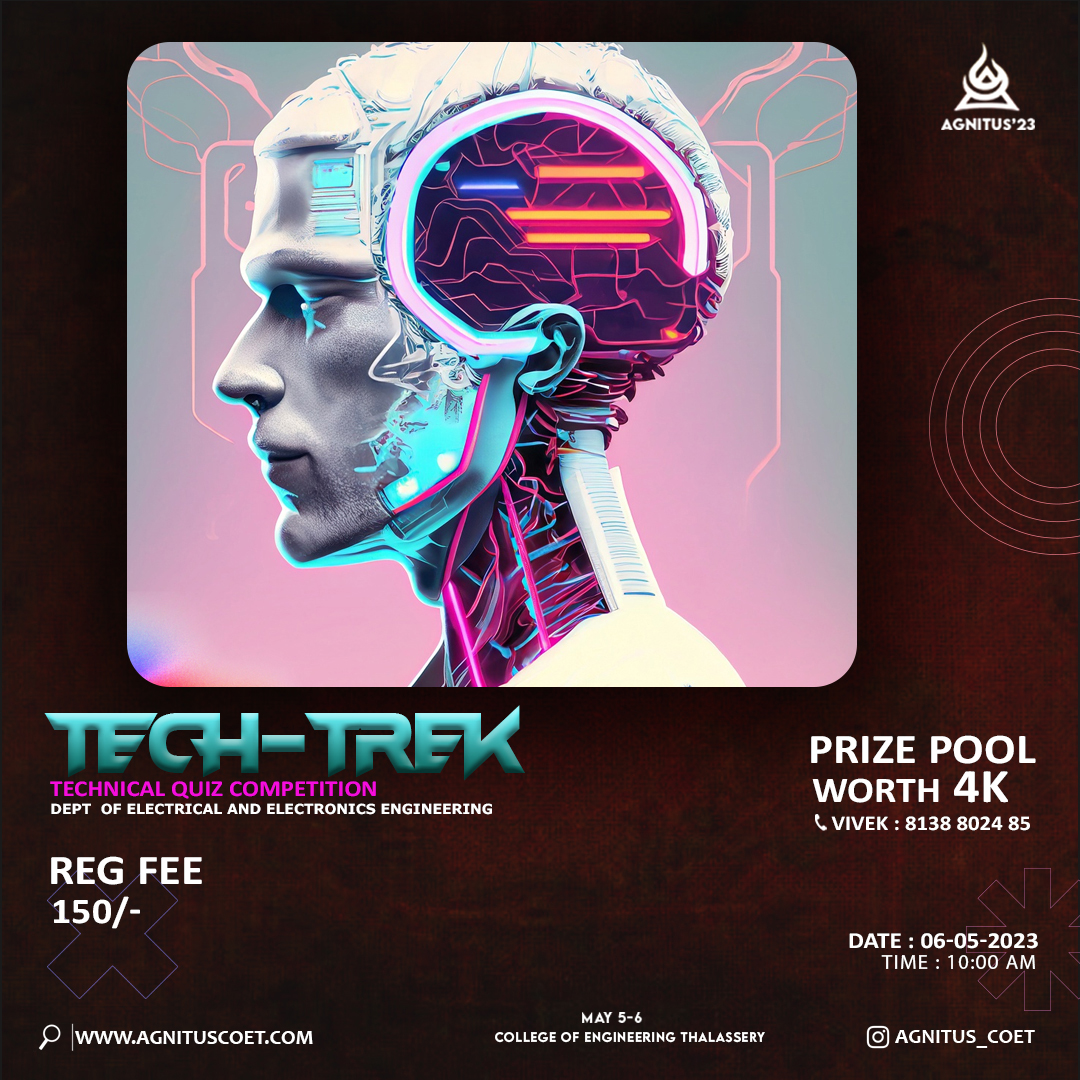 AGNITUS'23
TECH-TREK
TECHNICAL QUIZ COMPETITION
DEPT OF ELECTRICAL AND ELECTRONICS ENGINEERING
PRIZE POOL
WORTH 4K
VIVEK : 8138 8024 85
REG FEE
150/-
DATE : 06-05-2023
TIME : 10:00 AM
WWW.AGNITUSCOET.COM
MAY 5-6
COLLEGE OF ENGINEERING THALASSERY
AGNITUS_COET